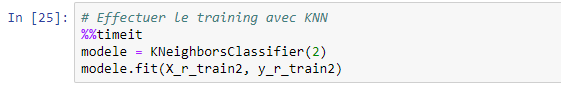 In [25]: # Effectuer le training avec KNN
%%timeit
modele = KNeighborsClassifier(2)
modele.fit(X_r_train2, y_r_train2)